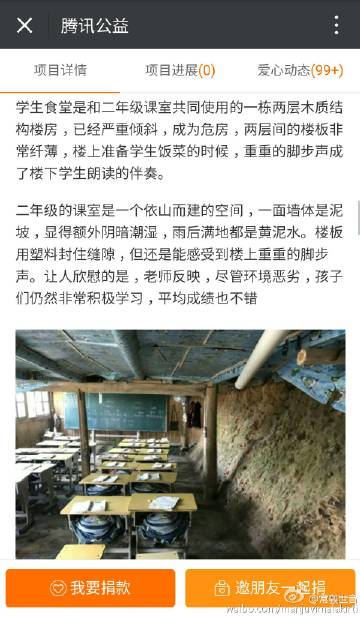 腾讯公益
项目详情 项目进展(0) 爱心动态(99+)
学生食堂是和二年级课室共同使用的一栋两层木质结
构楼房，已经严重倾斜，成为危房，两层间的楼板非
常纤薄，楼上准备学生饭菜的时候，重重的脚步声成
了楼下学生朗读的伴奏。
二年级的课室是一个依山而建的空间，一面墙体是泥
坡，显得额外阴暗潮湿，雨后满地都是黄泥水。楼板
用塑料封住缝隙，但还是能感受到楼上重重的脚步
声。让人欣慰的是，老师反映，尽管环境恶劣，孩子
们仍然非常积极学习，平均成绩也不错
我要捐款 邀朋友一起捐